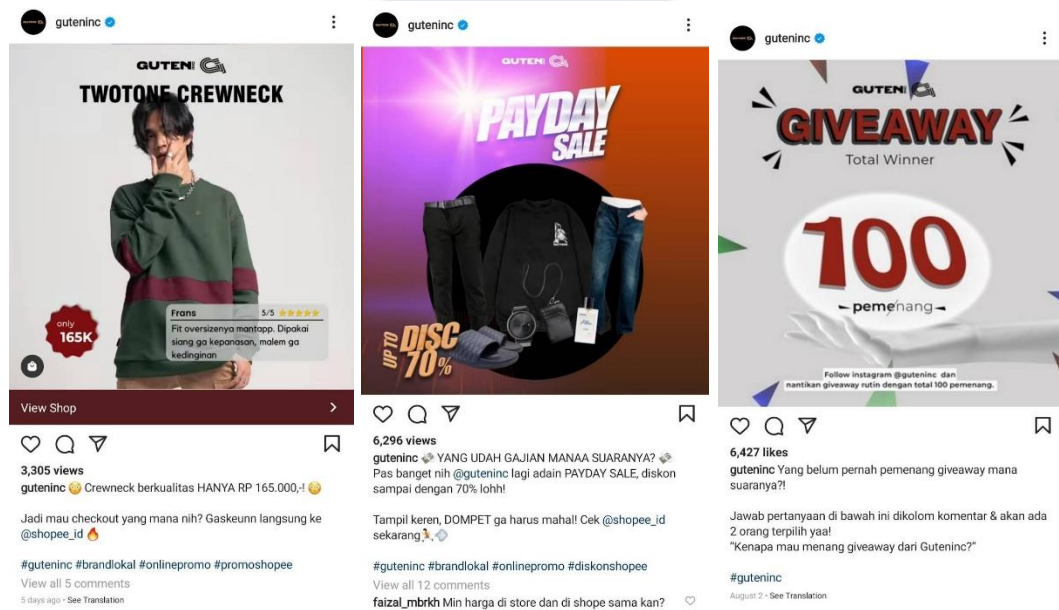 guteninc
GUTEN INC
TWOTONE CREWNECK
Frans 5/5
Fit oversizenya mantapp. Dipakai
siang ga kepanasan, malem ga
kedinginan
only
165K
View Shop
3,305 views
guteninc 😳 Crewneck berkualitas HANYA RP 165.000,-! 😳
Jadi mau checkout yang mana nih? Gaskeunn langsung ke
@shopee_id 🔥
#guteninc #brandlokal #onlinepromo #promoshopee
View all 5 comments
5 days ago • See Translation
guteninc
GUTEN INC
PAYDAY
SALE
UP TO
DISC
70%
6,296 views
guteninc 💸 YANG UDAH GAJIAN MANAA SUARANYA? 💸
Pas banget nih @guteninc lagi adain PAYDAY SALE, diskon
sampai dengan 70% lohh!
Tampil keren, DOMPET ga harus mahal! Cek @shopee_id
sekarang🏃💨
#guteninc #brandlokal #onlinepromo #diskonshopee
View all 12 comments
faizal_mbrkh Min harga di store dan di shope sama kan?
guteninc
GUTEN INC
GIVEAWAY
Total Winner
100
pemenang
Follow instagram @guteninc dan
nantikan giveaway rutin dengan total 100 pemenang.
6,427 likes
guteninc Yang belum pernah pemenang giveaway mana
suaranya?!
Jawab pertanyaan di bawah ini dikolom komentar & akan ada
2 orang terpilih yaa!
"Kenapa mau menang giveaway dari Guteninc?"
#guteninc
August 2 • See Translation